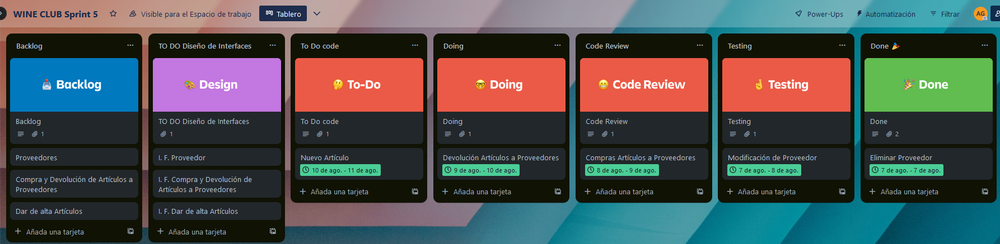 WINE CLUB Sprint 5
Visible para el Espacio de trabajo
Tablero
Power-Ups
Automatización
Filtrar
AG
Backlog
Backlog
Backlog
1
Proveedores
Compra y Devolución de Artículos a
Proveedores
Dar de alta Artículos
Añada una tarjeta
TO DO Diseño de Interfaces
Design
TO DO Diseño de Interfaces
1
I. F. Proveedor
I. F. Compra y Devolución de
Artículos a Proveedores
I. F. Dar de alta Artículos
Añada una tarjeta
To Do code
To-Do
To Do code
1
Nuevo Artículo
10 de ago. - 11 de ago.
Añada una tarjeta
Doing
Doing
Doing
1
Devolución Artículos a Proveedores
9 de ago. - 10 de ago.
Añada una tarjeta
Code Review
Code Review
Code Review
1
Compras Artículos a Proveedores
8 de ago. - 9 de ago.
Añada una tarjeta
Testing
Testing
Testing
1
Modificación de Proveedor
7 de ago. - 8 de ago.
Añada una tarjeta
Done 🎉
Done
Done
2
Eliminar Proveedor
7 de ago. - 7 de ago.
Añada una tarjeta